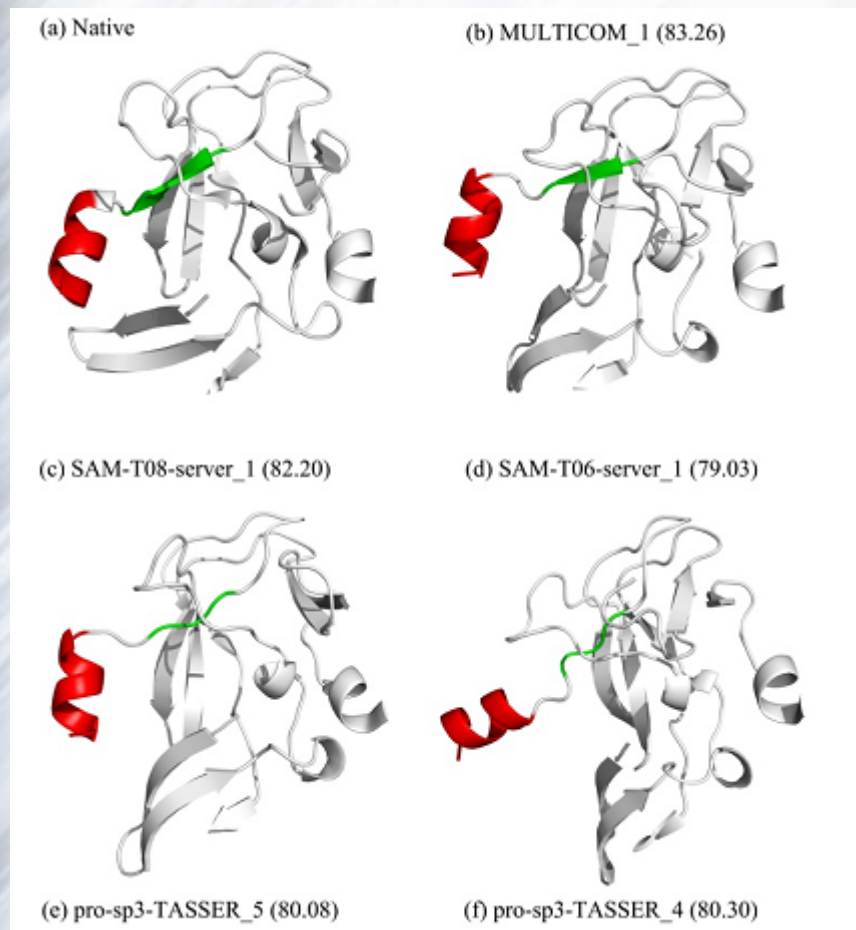 (a) Native
(b) MULTICOM_1 (83.26)
(c) SAM-T08-server_1 (82.20)
(d) SAM-T06-server_1 (79.03)
(e) pro-sp3-TASSER_5 (80.08)
(f) pro-sp3-TASSER_4 (80.30)